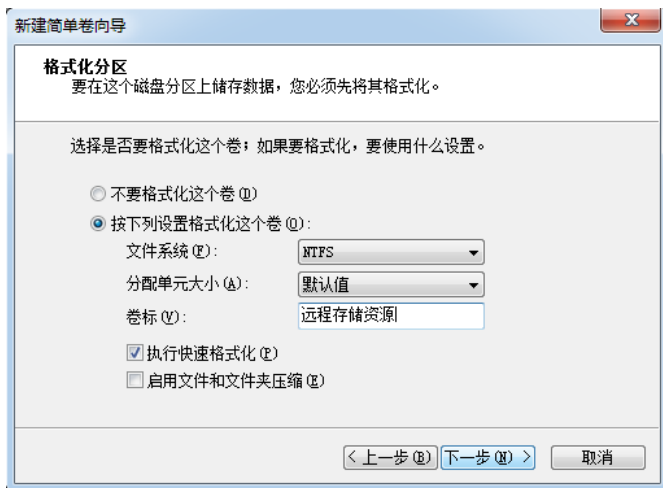 新建简单卷向导
格式化分区
要在这个磁盘分区上储存数据，您必须先将其格式化。
选择是否要格式化这个卷；如果要格式化，要使用什么设置。
不要格式化这个卷(D)
按下列设置格式化这个卷(O):
文件系统(F): NTFS
分配单元大小(A): 默认值
卷标(V): 远程存储资源
执行快速格式化(P)
启用文件和文件夹压缩(E)
< 上一步(B) 下一步(N) > 取消